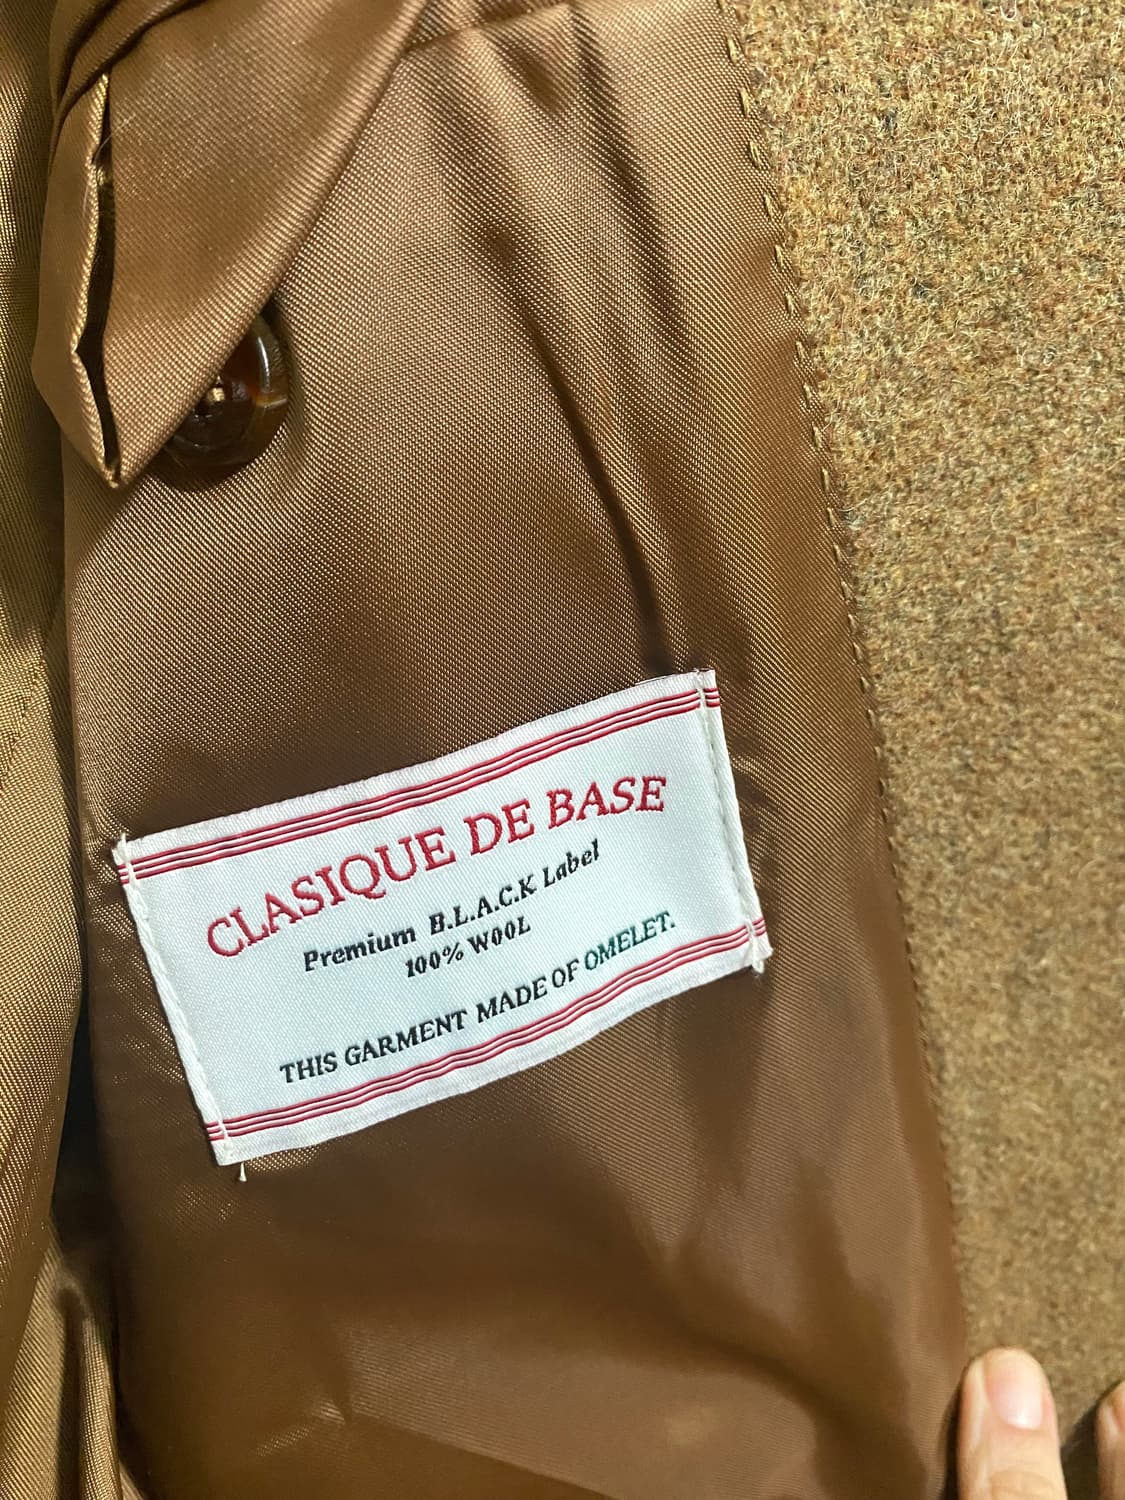 CLASIQUE DE BASE
Premium B.L.A.C.K Label
100% WOOL
THIS GARMENT MADE OF OMELET.